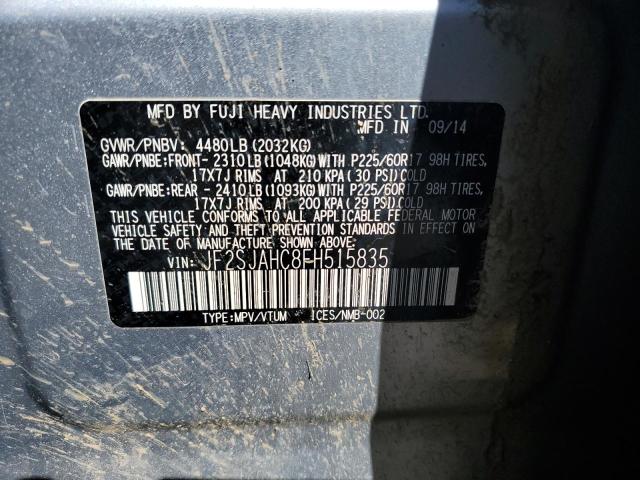 MFD BY FUJI HEAVY INDUSTRIES LTD.
MFD IN 09/14
GVWR/PNBV: 4480LB (2032KG)
GAWR/PNBE:FRONT- 2310LB(1048KG)WITH P225/60R17 98H TIRES,
17X7J RIMS AT 210 KPA (30 PSI)COLD
GAWR/PNBE:REAR - 2410LB(1093KG)WITH P225/60R17 98H TIRES,
17X7J RIMS AT 200 KPA (29 PSI)COLD
THIS VEHICLE CONFORMS TO ALL APPLICABLE FEDERAL MOTOR
VEHICLE SAFETY AND THEFT PREVENTION STANDARDS IN EFFECT
ON THE DATE OF MANUFACTURE SHOWN ABOVE.
VIN: JF2SJAHC8FH515835
TYPE:MPV/VTUM ICES/NMB-002